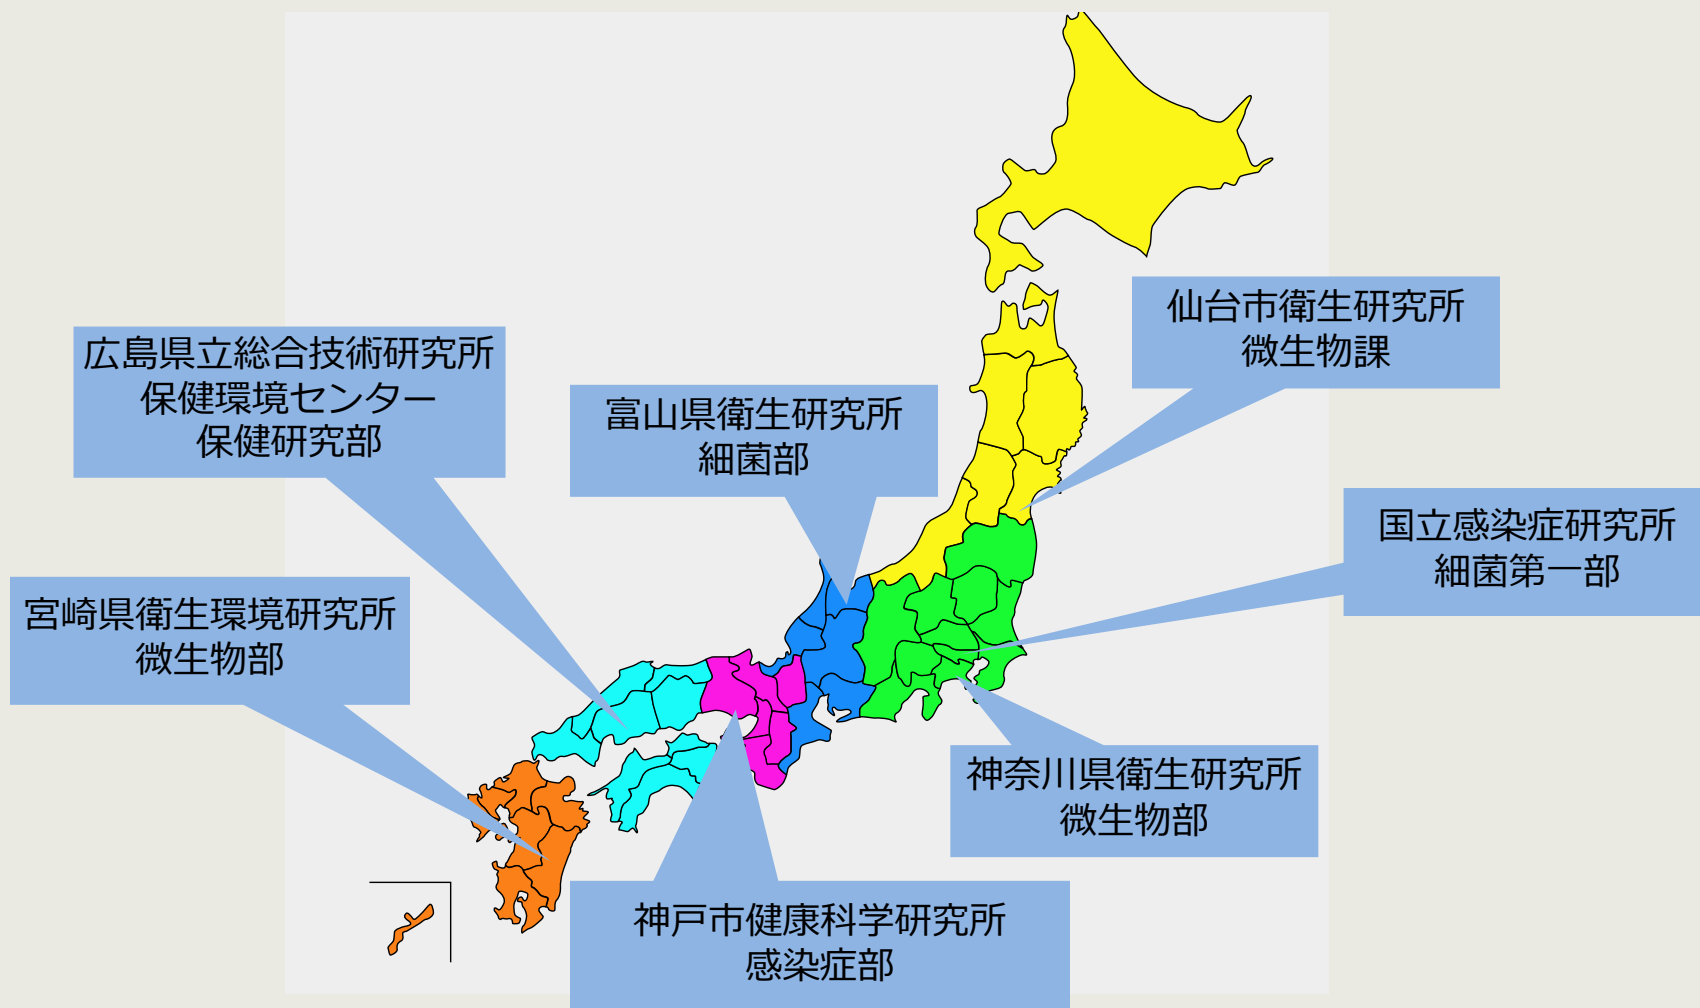 仙台市衛生研究所
微生物課
広島県立総合技術研究所
保健環境センター
保健研究部
富山県衛生研究所
細菌部
国立感染症研究所
細菌第一部
宮崎県衛生環境研究所
微生物部
神奈川県衛生研究所
微生物部
神戸市健康科学研究所
感染症部